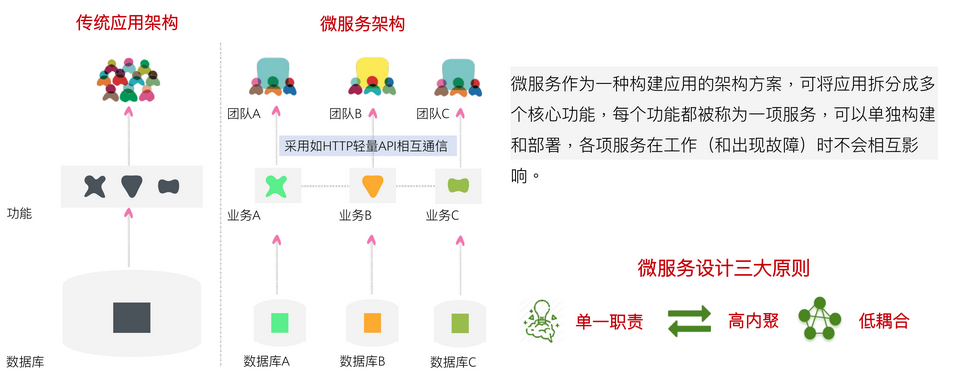 传统应用架构
功能
数据库
微服务架构
团队A
团队B
团队C
采用如HTTP轻量API相互通信
业务A
业务B
业务C
数据库A
数据库B
数据库C
微服务作为一种构建应用的架构方案，可将应用拆分成多
个核心功能，每个功能都被称为一项服务，可以单独构建
和部署，各项服务在工作（和出现故障）时不会相互影
响。
微服务设计三大原则
单一职责
高内聚
低耦合